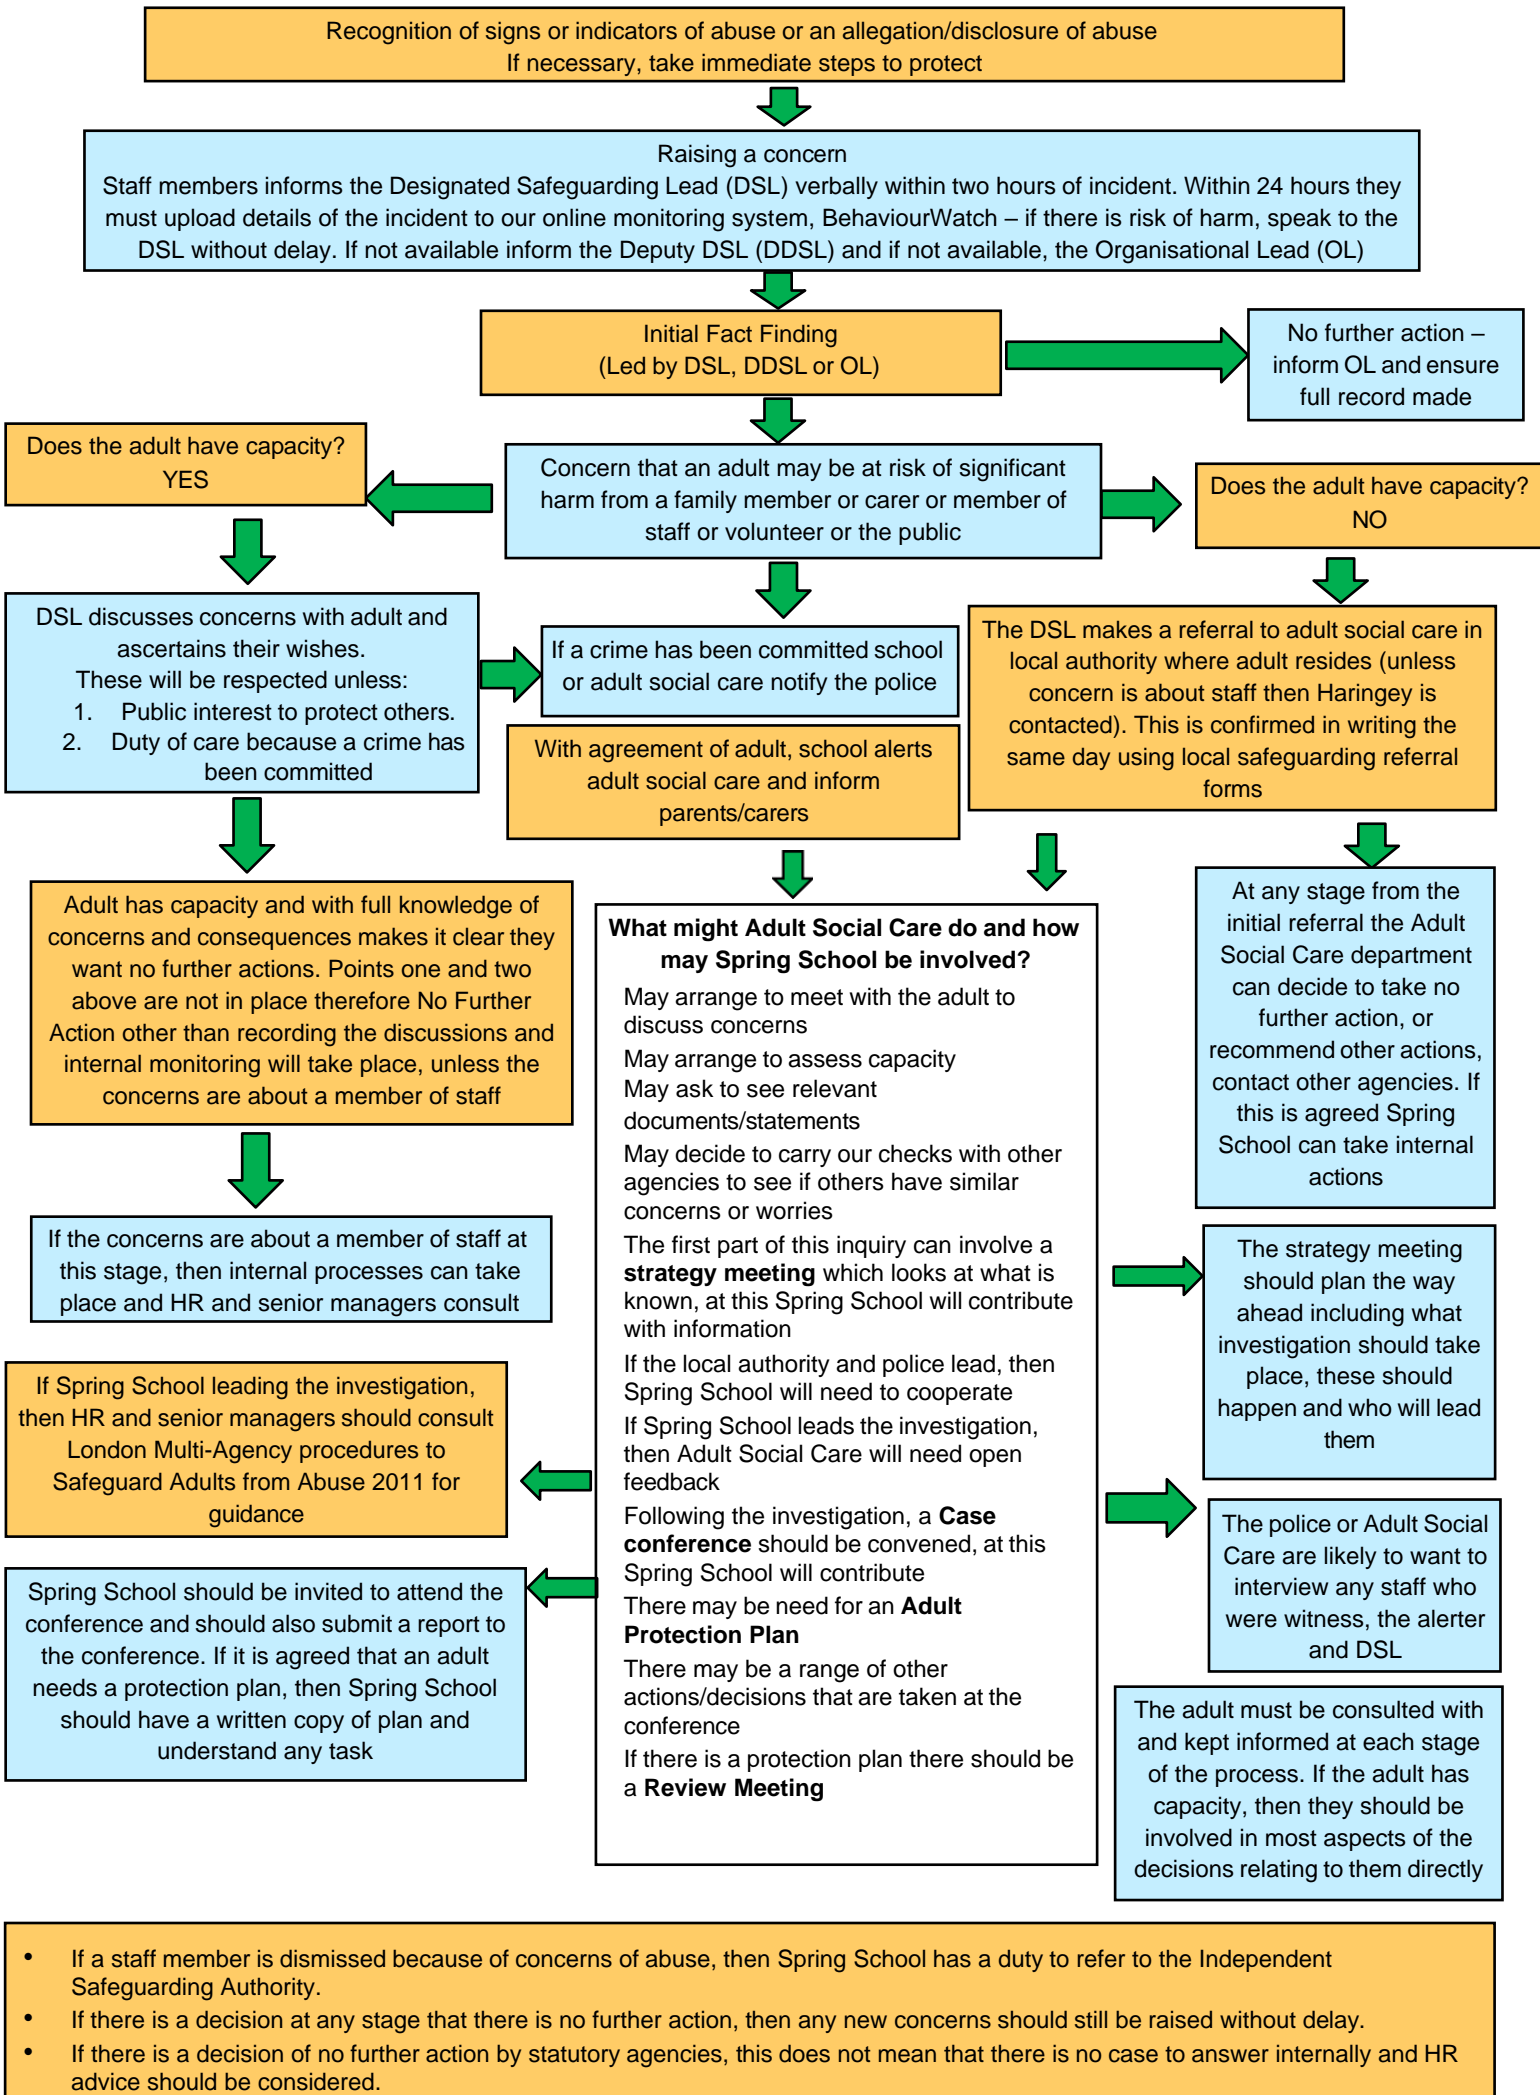 Recognition of signs or indicators of abuse or an allegation/disclosure of abuse
If necessary, take immediate steps to protect
Raising a concern
Staff members informs the Designated Safeguarding Lead (DSL) verbally within two hours of incident. Within 24 hours they
must upload details of the incident to our online monitoring system, BehaviourWatch – if there is risk of harm, speak to the
DSL without delay. If not available inform the Deputy DSL (DDSL) and if not available, the Organisational Lead (OL)
Initial Fact Finding
(Led by DSL, DDSL or OL)
No further action –
inform OL and ensure
full record made
Does the adult have capacity?
YES
Concern that an adult may be at risk of significant
harm from a family member or carer or member of
staff or volunteer or the public
Does the adult have capacity?
NO
DSL discusses concerns with adult and
ascertains their wishes.
These will be respected unless:
1. Public interest to protect others.
2. Duty of care because a crime has
been committed
If a crime has been committed school
or adult social care notify the police
With agreement of adult, school alerts
adult social care and inform
parents/carers
The DSL makes a referral to adult social care in
local authority where adult resides (unless
concern is about staff then Haringey is
contacted). This is confirmed in writing the
same day using local safeguarding referral
forms
Adult has capacity and with full knowledge of
concerns and consequences makes it clear they
want no further actions. Points one and two
above are not in place therefore No Further
Action other than recording the discussions and
internal monitoring will take place, unless the
concerns are about a member of staff
If the concerns are about a member of staff at
this stage, then internal processes can take
place and HR and senior managers consult
If Spring School leading the investigation,
then HR and senior managers should consult
London Multi-Agency procedures to
Safeguard Adults from Abuse 2011 for
guidance
Spring School should be invited to attend the
conference and should also submit a report to
the conference. If it is agreed that an adult
needs a protection plan, then Spring School
should have a written copy of plan and
understand any task
What might Adult Social Care do and how
may Spring School be involved?
May arrange to meet with the adult to
discuss concerns
May arrange to assess capacity
May ask to see relevant
documents/statements
May decide to carry our checks with other
agencies to see if others have similar
concerns or worries
The first part of this inquiry can involve a
strategy meeting which looks at what is
known, at this Spring School will contribute
with information
If the local authority and police lead, then
Spring School will need to cooperate
If Spring School leads the investigation,
then Adult Social Care will need open
feedback
Following the investigation, a Case
conference should be convened, at this
Spring School will contribute
There may be need for an Adult
Protection Plan
There may be a range of other
actions/decisions that are taken at the
conference
If there is a protection plan there should be
a Review Meeting
At any stage from the
initial referral the Adult
Social Care department
can decide to take no
further action, or
recommend other actions,
contact other agencies. If
this is agreed Spring
School can take internal
actions
The strategy meeting
should plan the way
ahead including what
investigation should take
place, these should
happen and who will lead
them
The police or Adult Social
Care are likely to want to
interview any staff who
were witness, the alerter
and DSL
The adult must be consulted with
and kept informed at each stage
of the process. If the adult has
capacity, then they should be
involved in most aspects of the
decisions relating to them directly
• If a staff member is dismissed because of concerns of abuse, then Spring School has a duty to refer to the Independent
Safeguarding Authority.
• If there is a decision at any stage that there is no further action, then any new concerns should still be raised without delay.
• If there is a decision of no further action by statutory agencies, this does not mean that there is no case to answer internally and HR
advice should be considered.